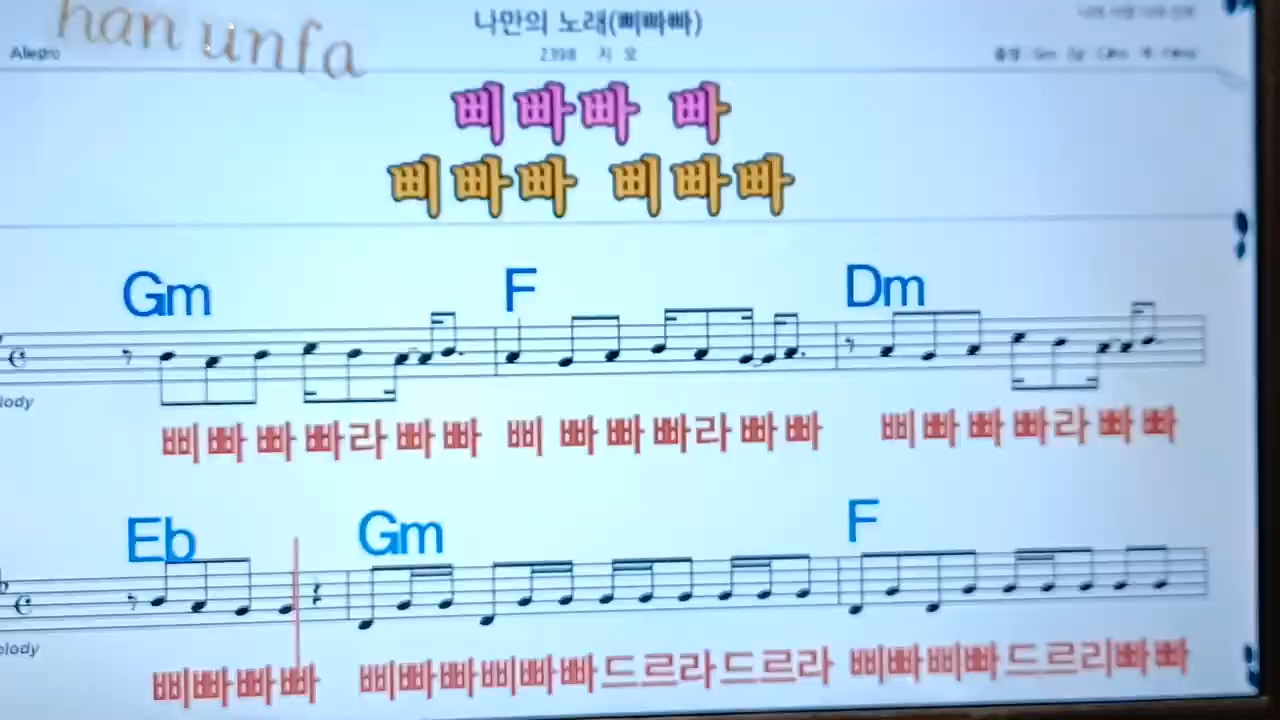 han unfa
나만의 노래(삐빠빠)
Allegro
2398 지오
삐빠빠 빠
삐빠빠 삐빠빠
Gm F Dm
lody
삐빠빠빠라빠빠 삐 빠빠빠라빠빠 삐빠빠빠라빠빠
Eb Gm F
elody
삐빠빠빠 삐빠빠삐빠빠드르라드르라 삐빠삐빠드르리빠빠